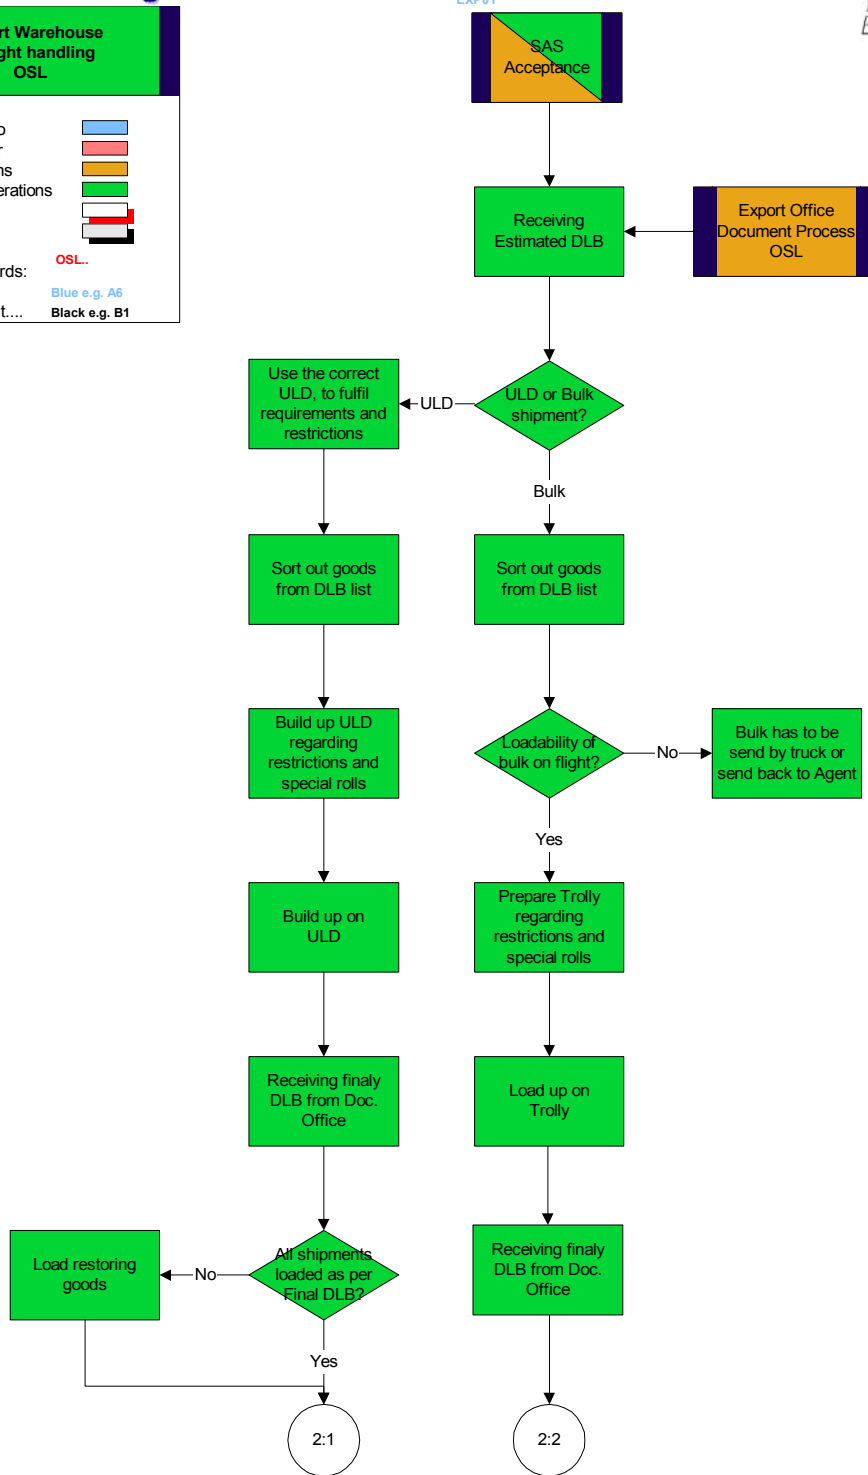 EXP01
Warehouse
handling
OSL
OSL..
Blue e.g. A6
Black e.g. B1
SAS
Acceptance
Receiving
Estimated DLB
Export Office
Document Process
OSL
Use the correct
ULD, to fulfil
requirements and
restrictions
ULD
ULD or Bulk
shipment?
Bulk
Sort out goods
from DLB list
Sort out goods
from DLB list
Build up ULD
regarding
restrictions and
special rolls
Loadability of
bulk on flight?
No
Bulk has to be
send by truck or
send back to Agent
Yes
Build up on
ULD
Prepare Trolly
regarding
restrictions and
special rolls
Receiving finaly
DLB from Doc.
Office
Load up on
Trolly
Load restoring
goods
No
All shipments
loaded as per
Final DLB?
Receiving finaly
DLB from Doc.
Office
Yes
2:1
2:2